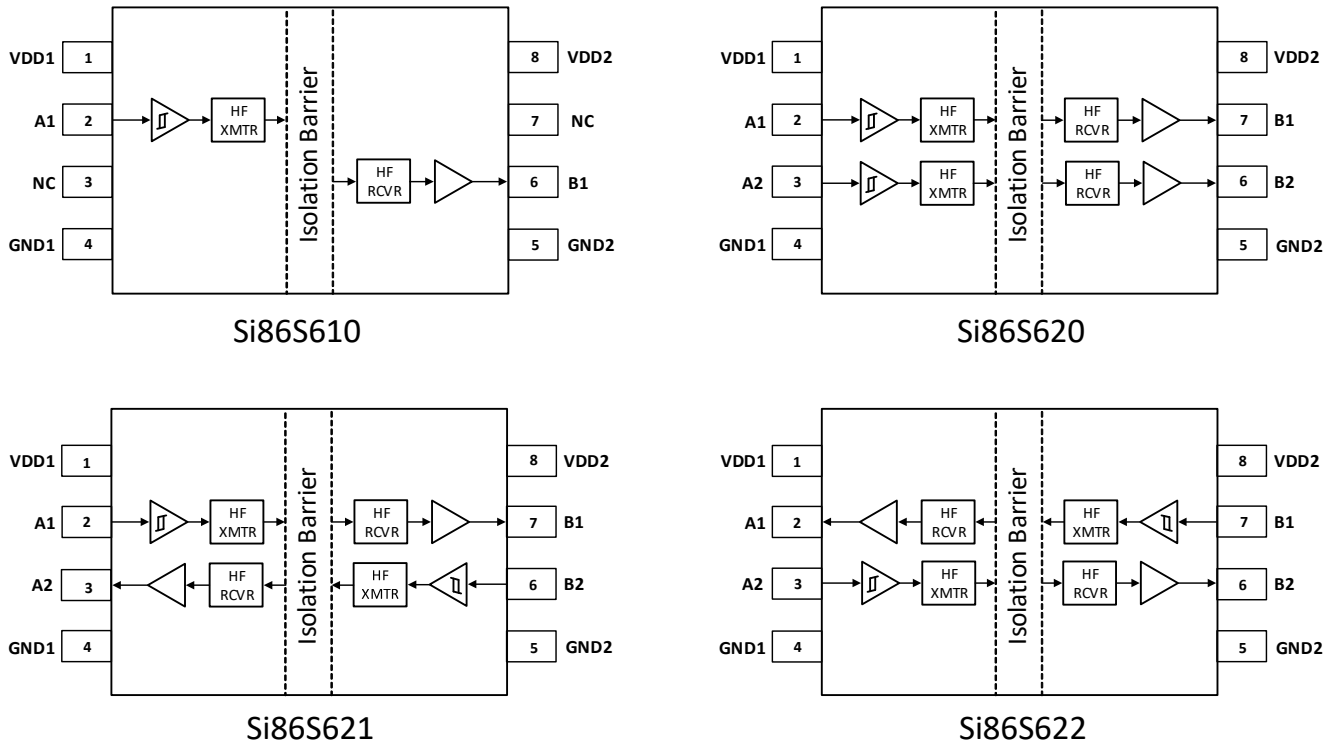 VDD1 1
8 VDD2
A1 2
HF
XMTR
7 NC
NC 3
HF
RCVR
6 B1
GND1 4
5 GND2
Isolation Barrier
Si86S610
VDD1 1
8 VDD2
A1 2
HF
XMTR
HF
RCVR
7 B1
A2 3
HF
XMTR
HF
RCVR
6 B2
GND1 4
5 GND2
Isolation Barrier
Si86S620
VDD1 1
8 VDD2
A1 2
HF
XMTR
HF
RCVR
7 B1
A2 3
HF
RCVR
HF
XMTR
6 B2
GND1 4
5 GND2
Isolation Barrier
Si86S621
VDD1 1
8 VDD2
A1 2
HF
RCVR
HF
XMTR
7 B1
A2 3
HF
XMTR
HF
RCVR
6 B2
GND1 4
5 GND2
Isolation Barrier
Si86S622